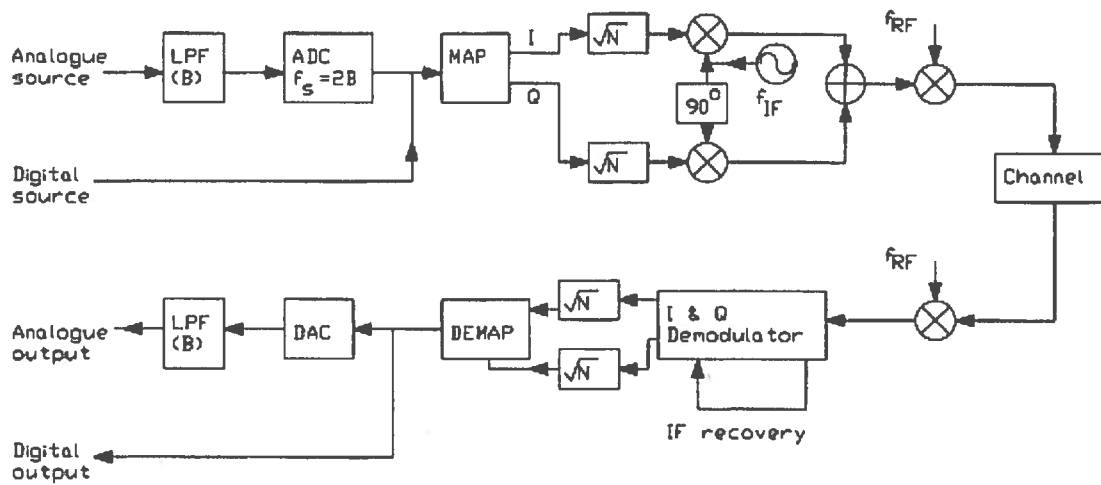 Analogue
source
LPF
(B)
ADC
fs=2B
MAP
I
Q
√N
√N
90°
fIF
fRF
Digital
source
Channel
fRF
Analogue
output
LPF
(B)
DAC
DEMAP
√N
√N
I & Q
Demodulator
IF recovery
Digital
output